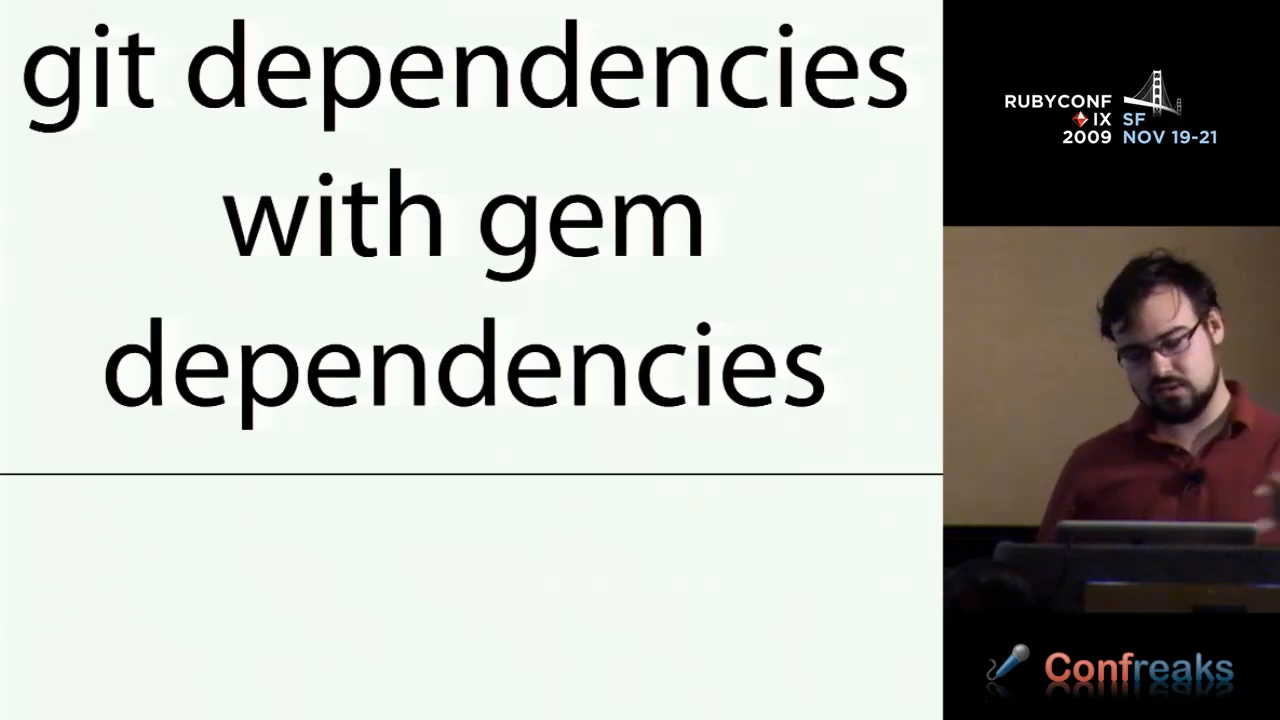 git dependencies
with gem
dependencies
RUBYCONF
IX SF
2009 NOV 19-21
Confreaks